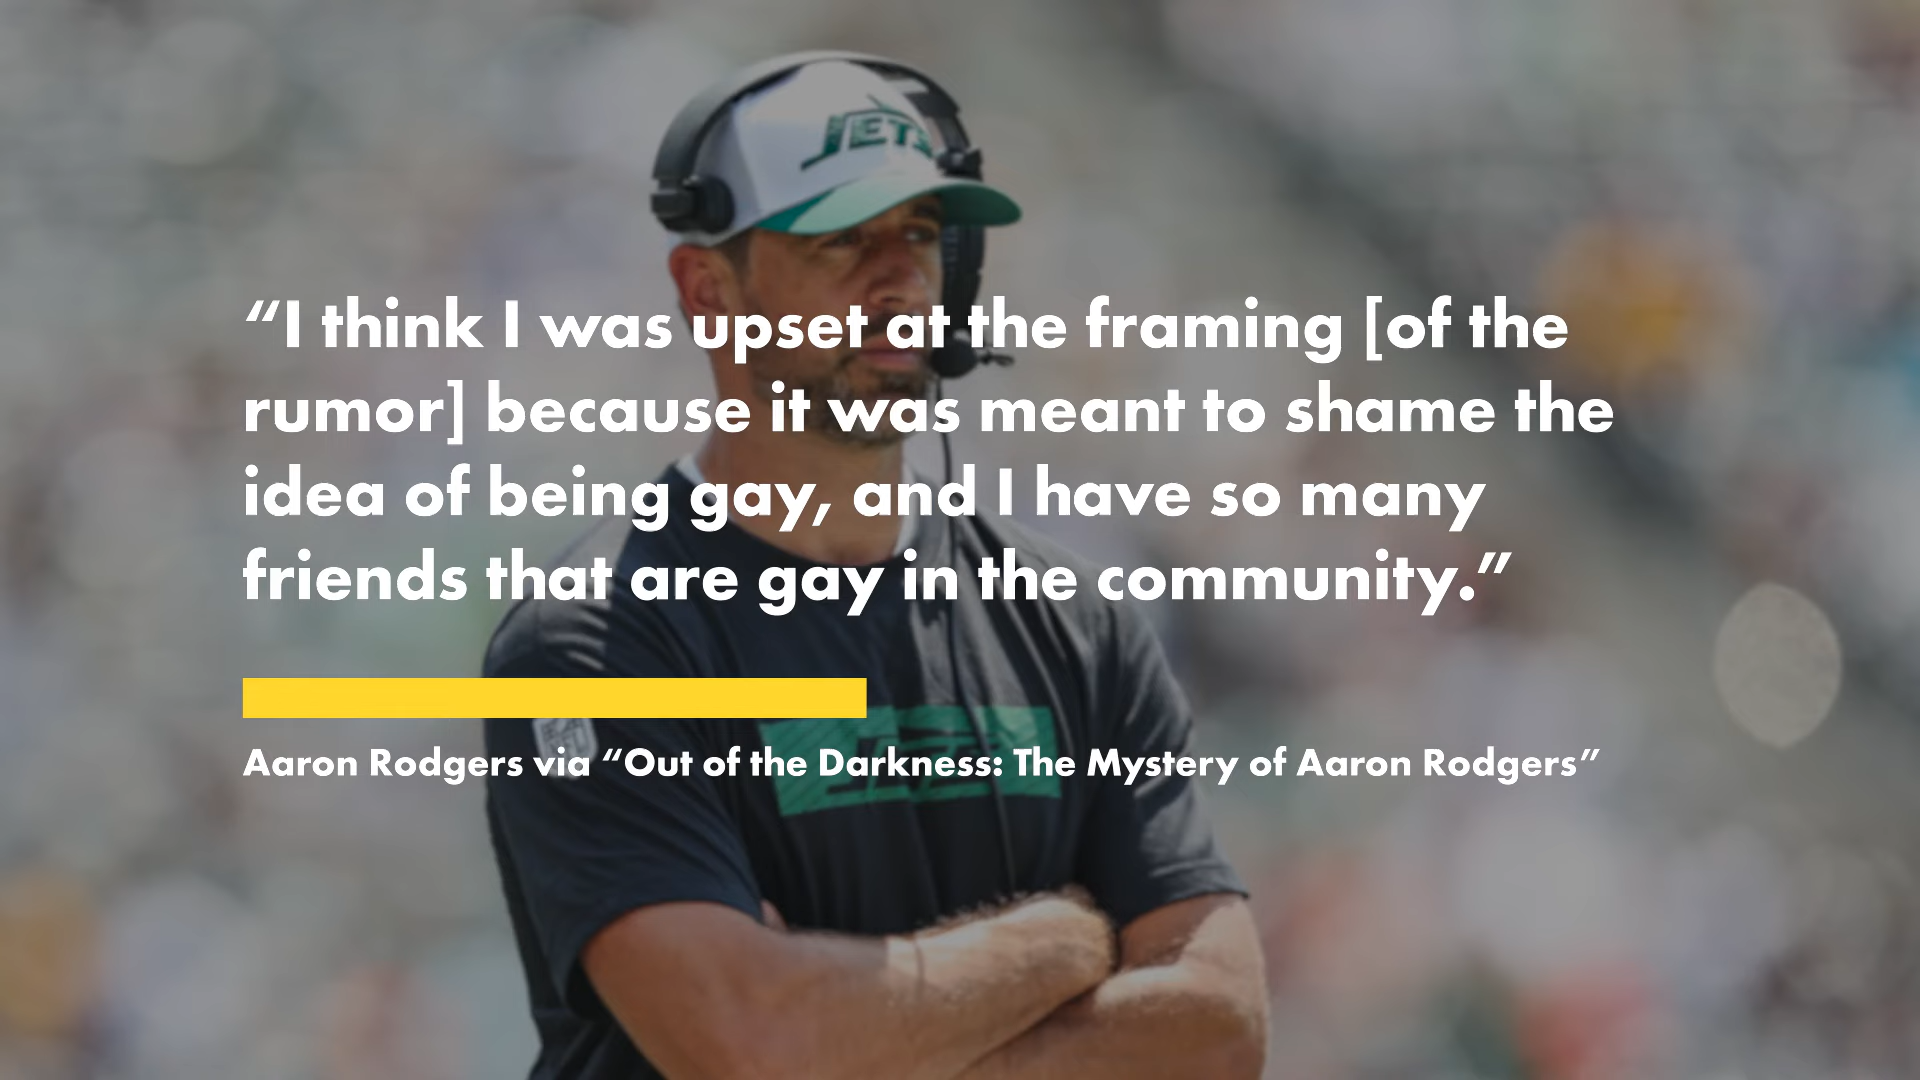 JETS
“I think I was upset at the framing [of the
rumor] because it was meant to shame the
idea of being gay, and I have so many
friends that are gay in the community.”
Aaron Rodgers via “Out of the Darkness: The Mystery of Aaron Rodgers”